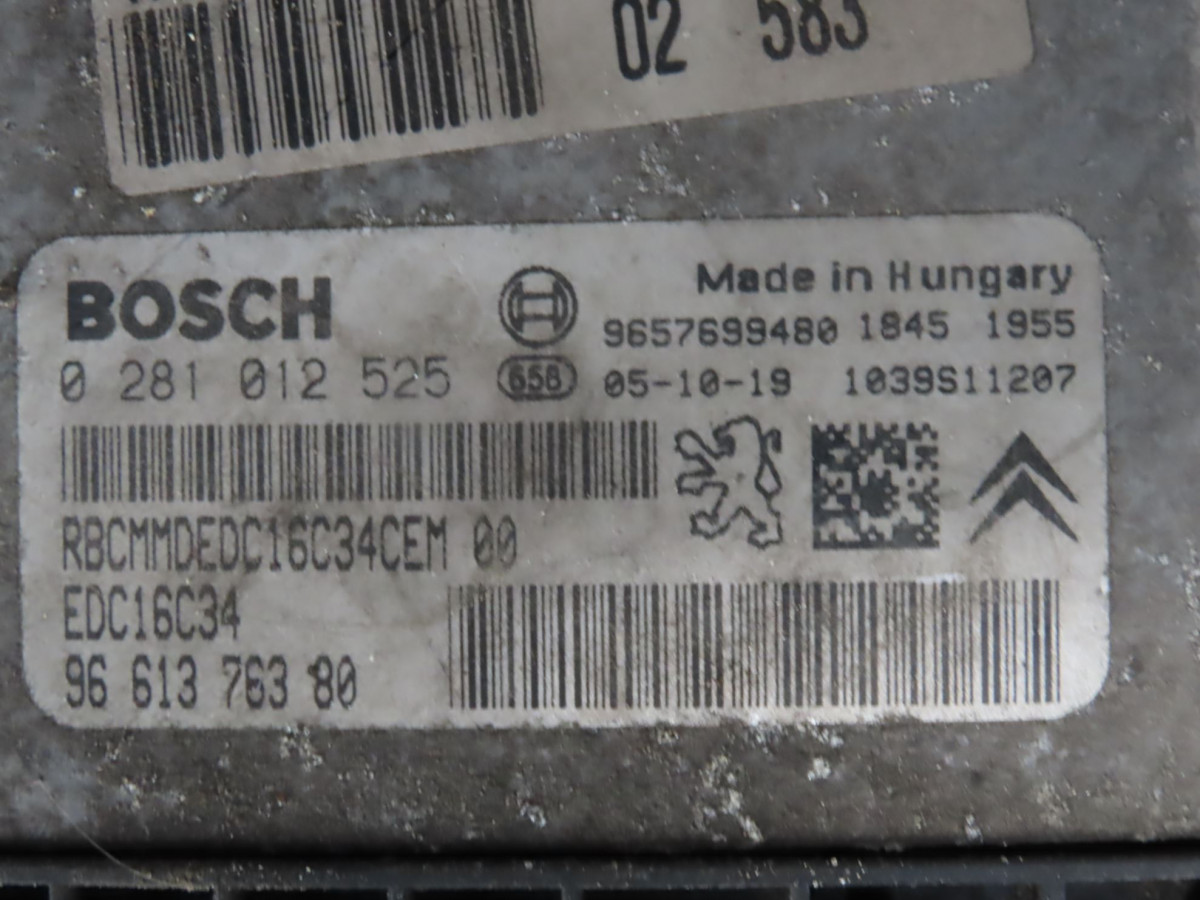 02 583
BOSCH
Made in Hungary
9657699480 1845 1955
0 281 012 525
658
05-10-19 1039S11207
RBCMMDEDC16C34CEM 00
EDC16C34
96 613 763 80